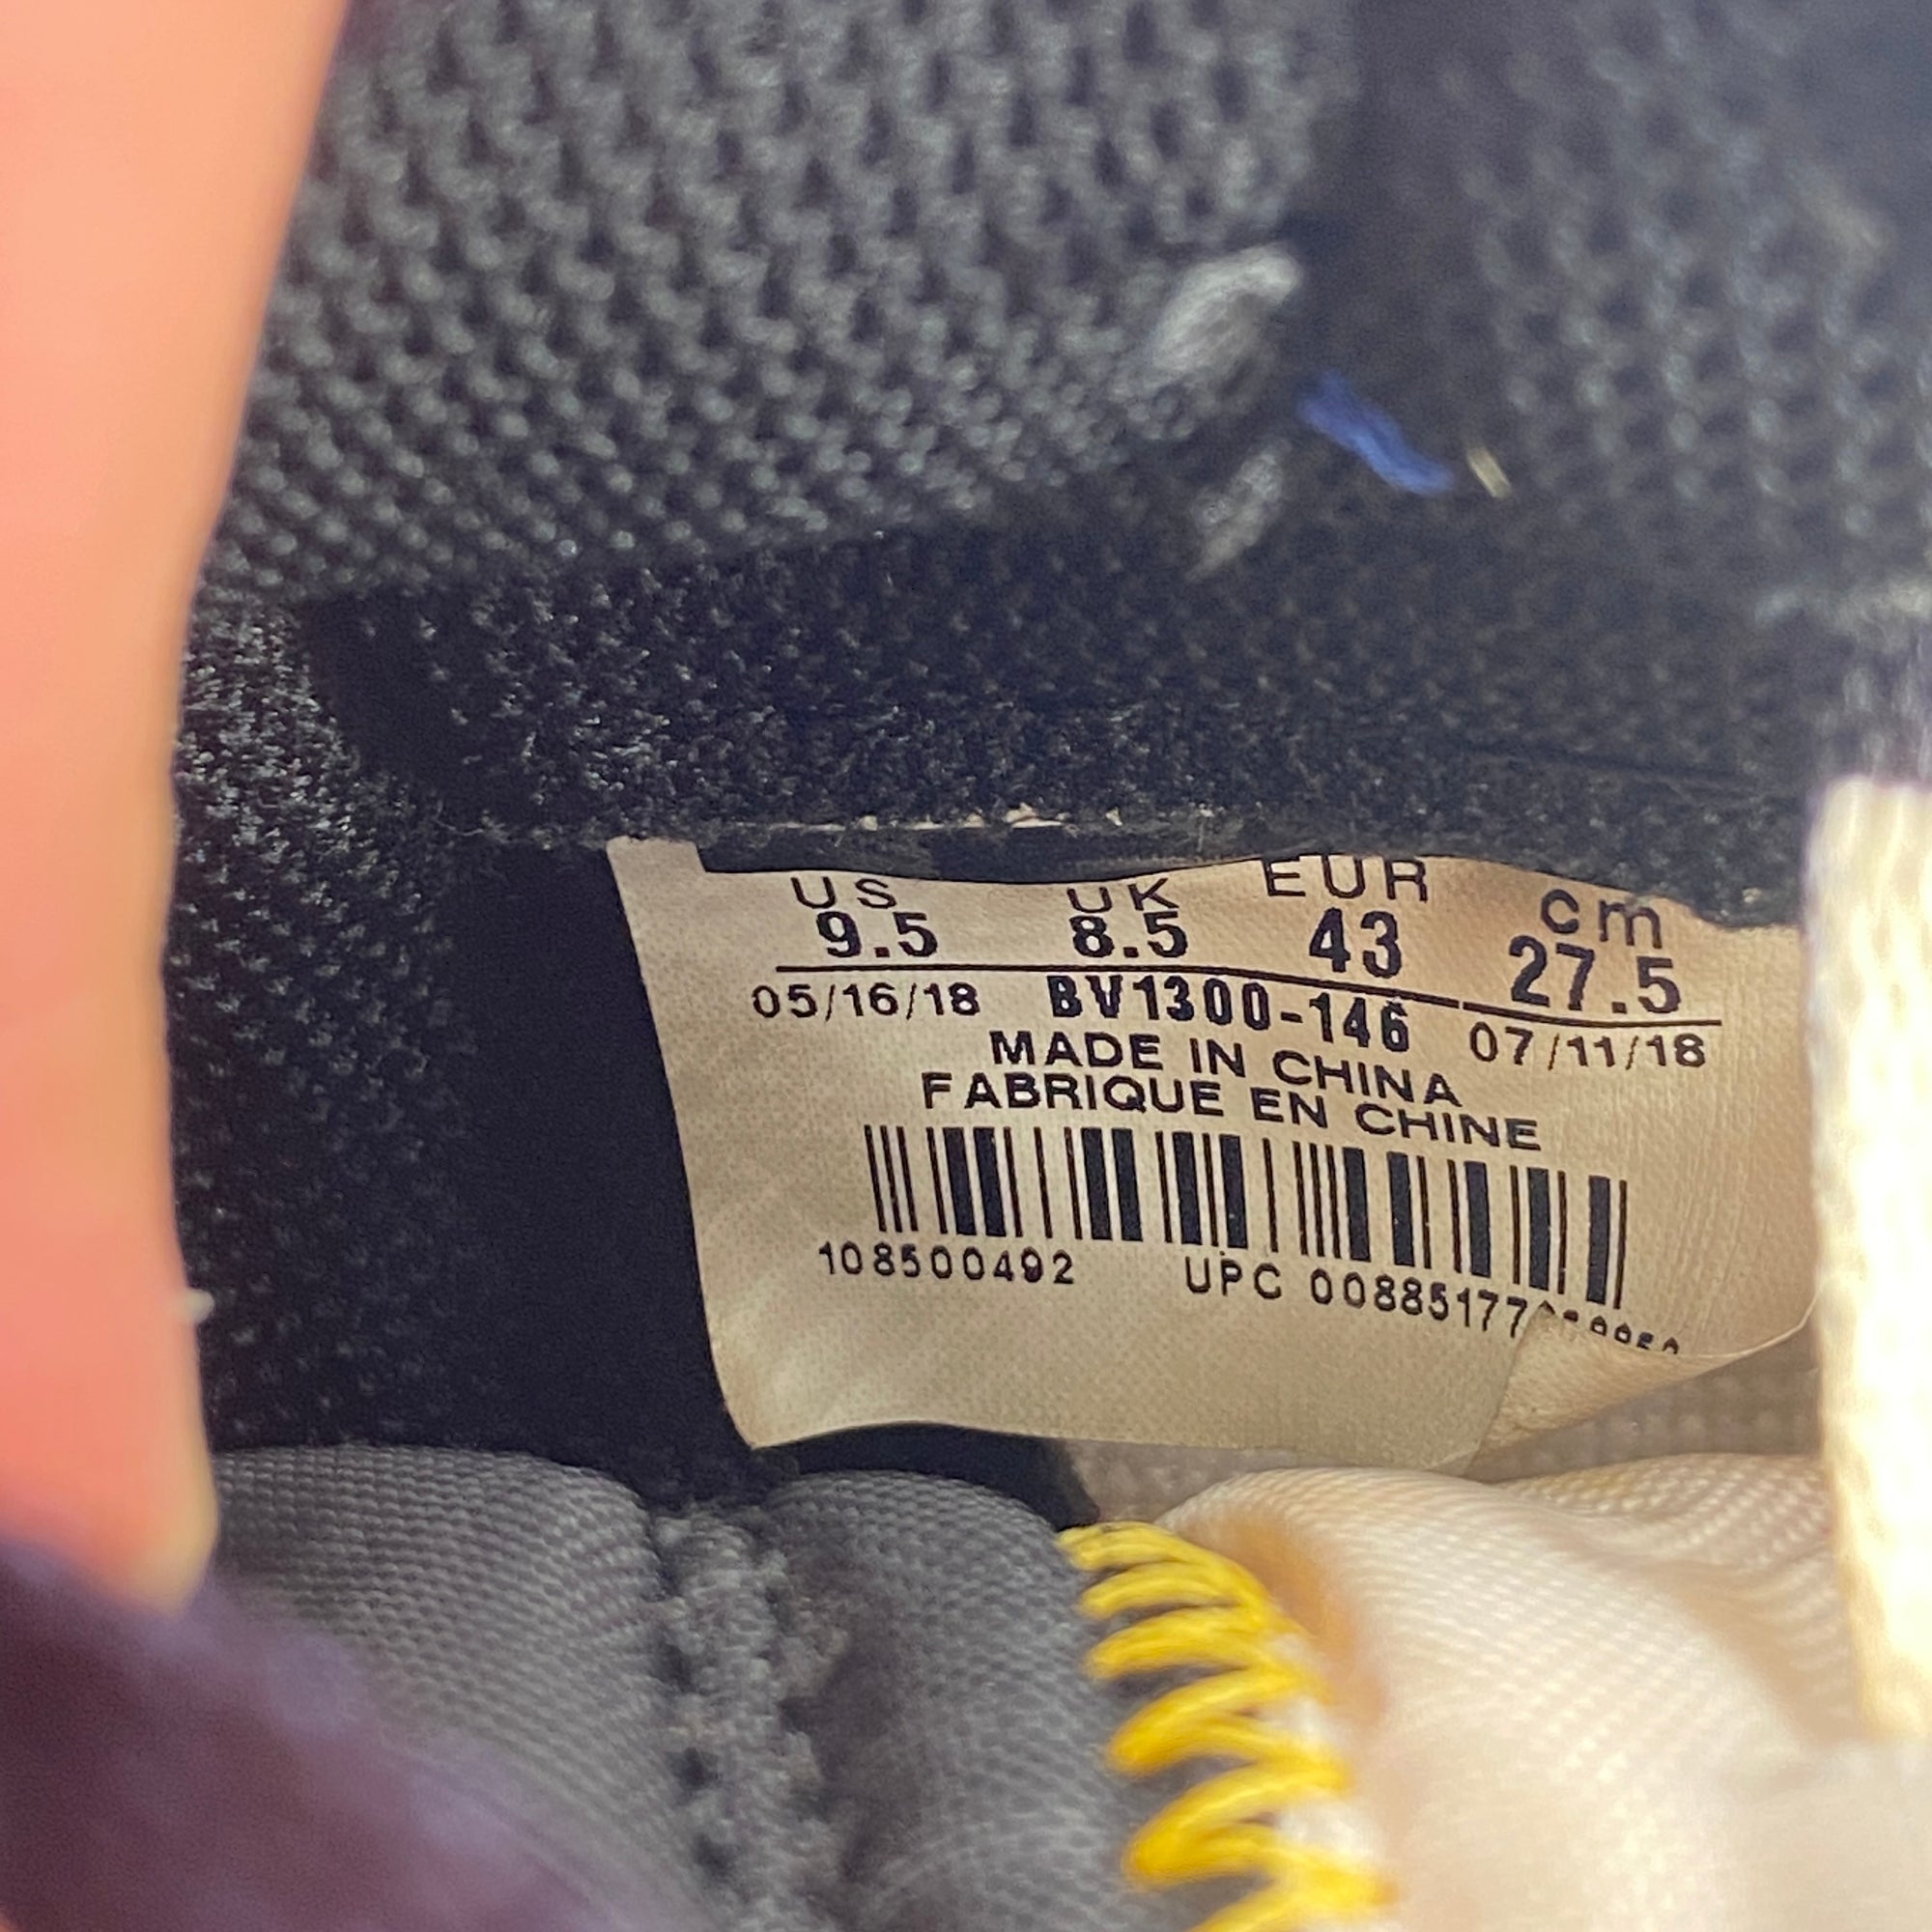 US UK EUR cm
9.5 8.5 43 27.5
05/16/18 BV1300-146 07/11/18
MADE IN CHINA
FABRIQUE EN CHINE
108500492 UPC